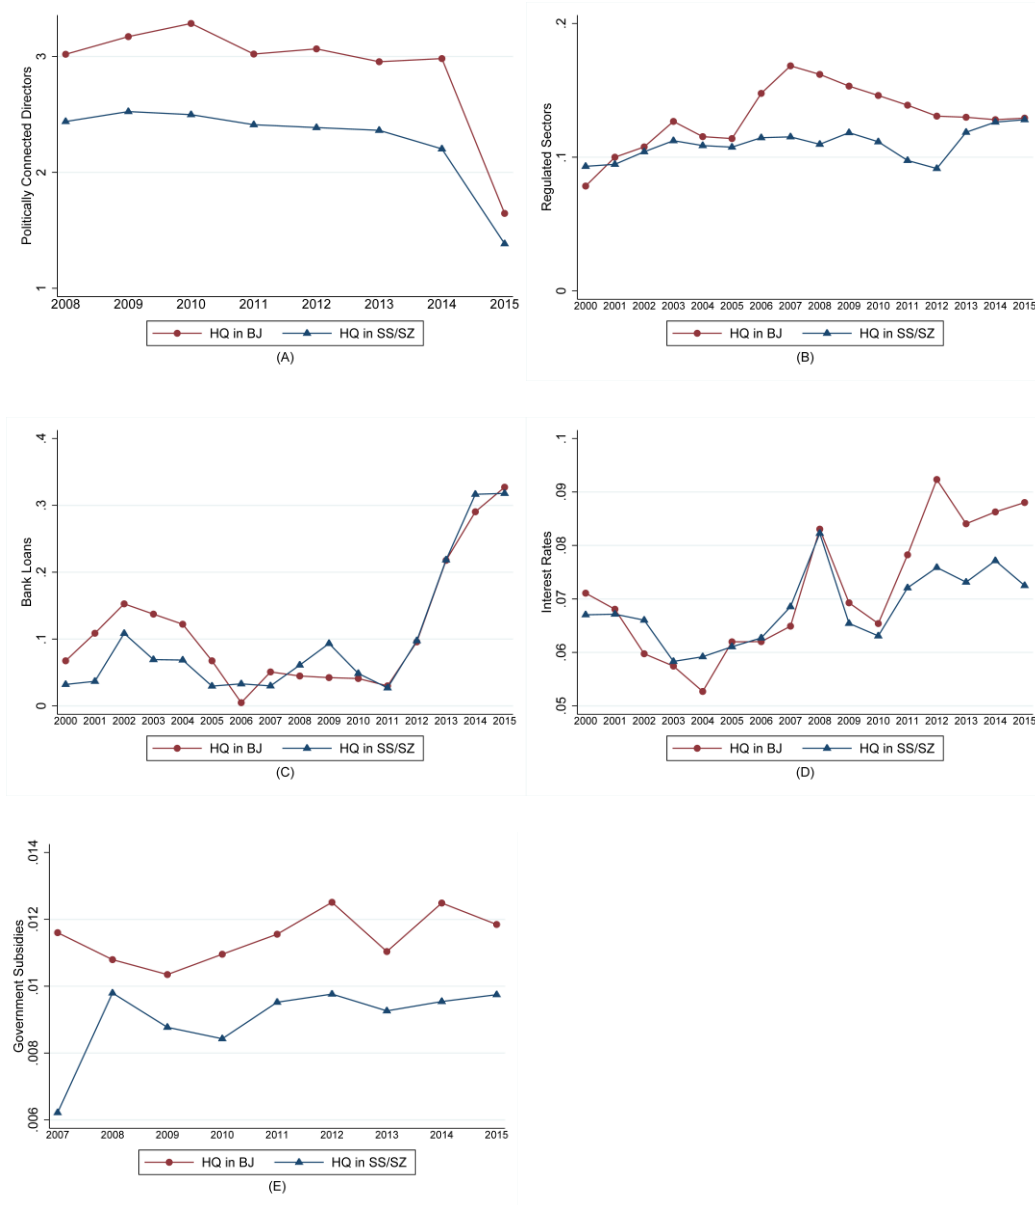 Politically Connected Directors
3
2
1
2008 2009 2010 2011 2012 2013 2014 2015
HQ in BJ HQ in SS/SZ
(A)
Regulated Sectors
.2
.1
0
2000 2001 2002 2003 2004 2005 2006 2007 2008 2009 2010 2011 2012 2013 2014 2015
HQ in BJ HQ in SS/SZ
(B)
Bank Loans
.4
.3
.2
.1
0
2000 2001 2002 2003 2004 2005 2006 2007 2008 2009 2010 2011 2012 2013 2014 2015
HQ in BJ HQ in SS/SZ
(C)
Interest Rates
.1
.09
.08
.07
.06
.05
2000 2001 2002 2003 2004 2005 2006 2007 2008 2009 2010 2011 2012 2013 2014 2015
HQ in BJ HQ in SS/SZ
(D)
Government Subsidies
.014
.012
.01
.008
.006
2007 2008 2009 2010 2011 2012 2013 2014 2015
HQ in BJ HQ in SS/SZ
(E)